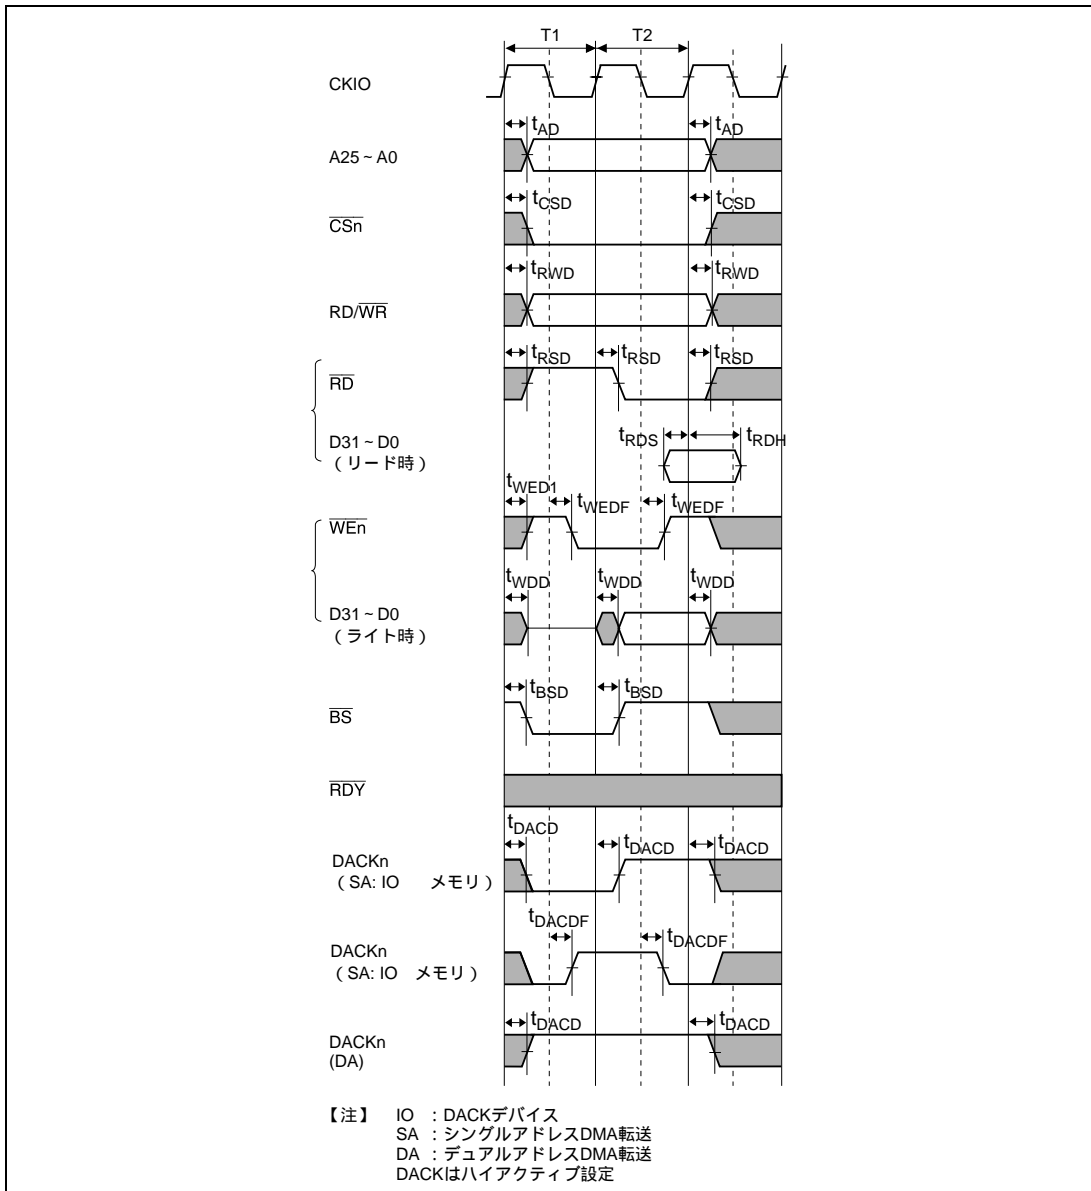 T1 T2
CKIO
tAD tAD
A25 ~ A0
tCSD tCSD
CSn
tRWD tRWD
RD/WR
tRSD tRSD tRSD
RD
tRDS tRDH
D31 ~ D0
（リード時）
tWED1 tWEDF tWEDF
WEn
tWDD tWDD tWDD
D31 ~ D0
（ライト時）
tBSD tBSD
BS
RDY
tDACD tDACD tDACD
DACKn
（SA: IO メモリ）
tDACDF tDACDF
DACKn
（SA: IO メモリ）
tDACD tDACD
DACKn
(DA)
【注】 IO ：DACKデバイス
SA ：シングルアドレスDMA転送
DA ：デュアルアドレスDMA転送
DACKはハイアクティブ設定